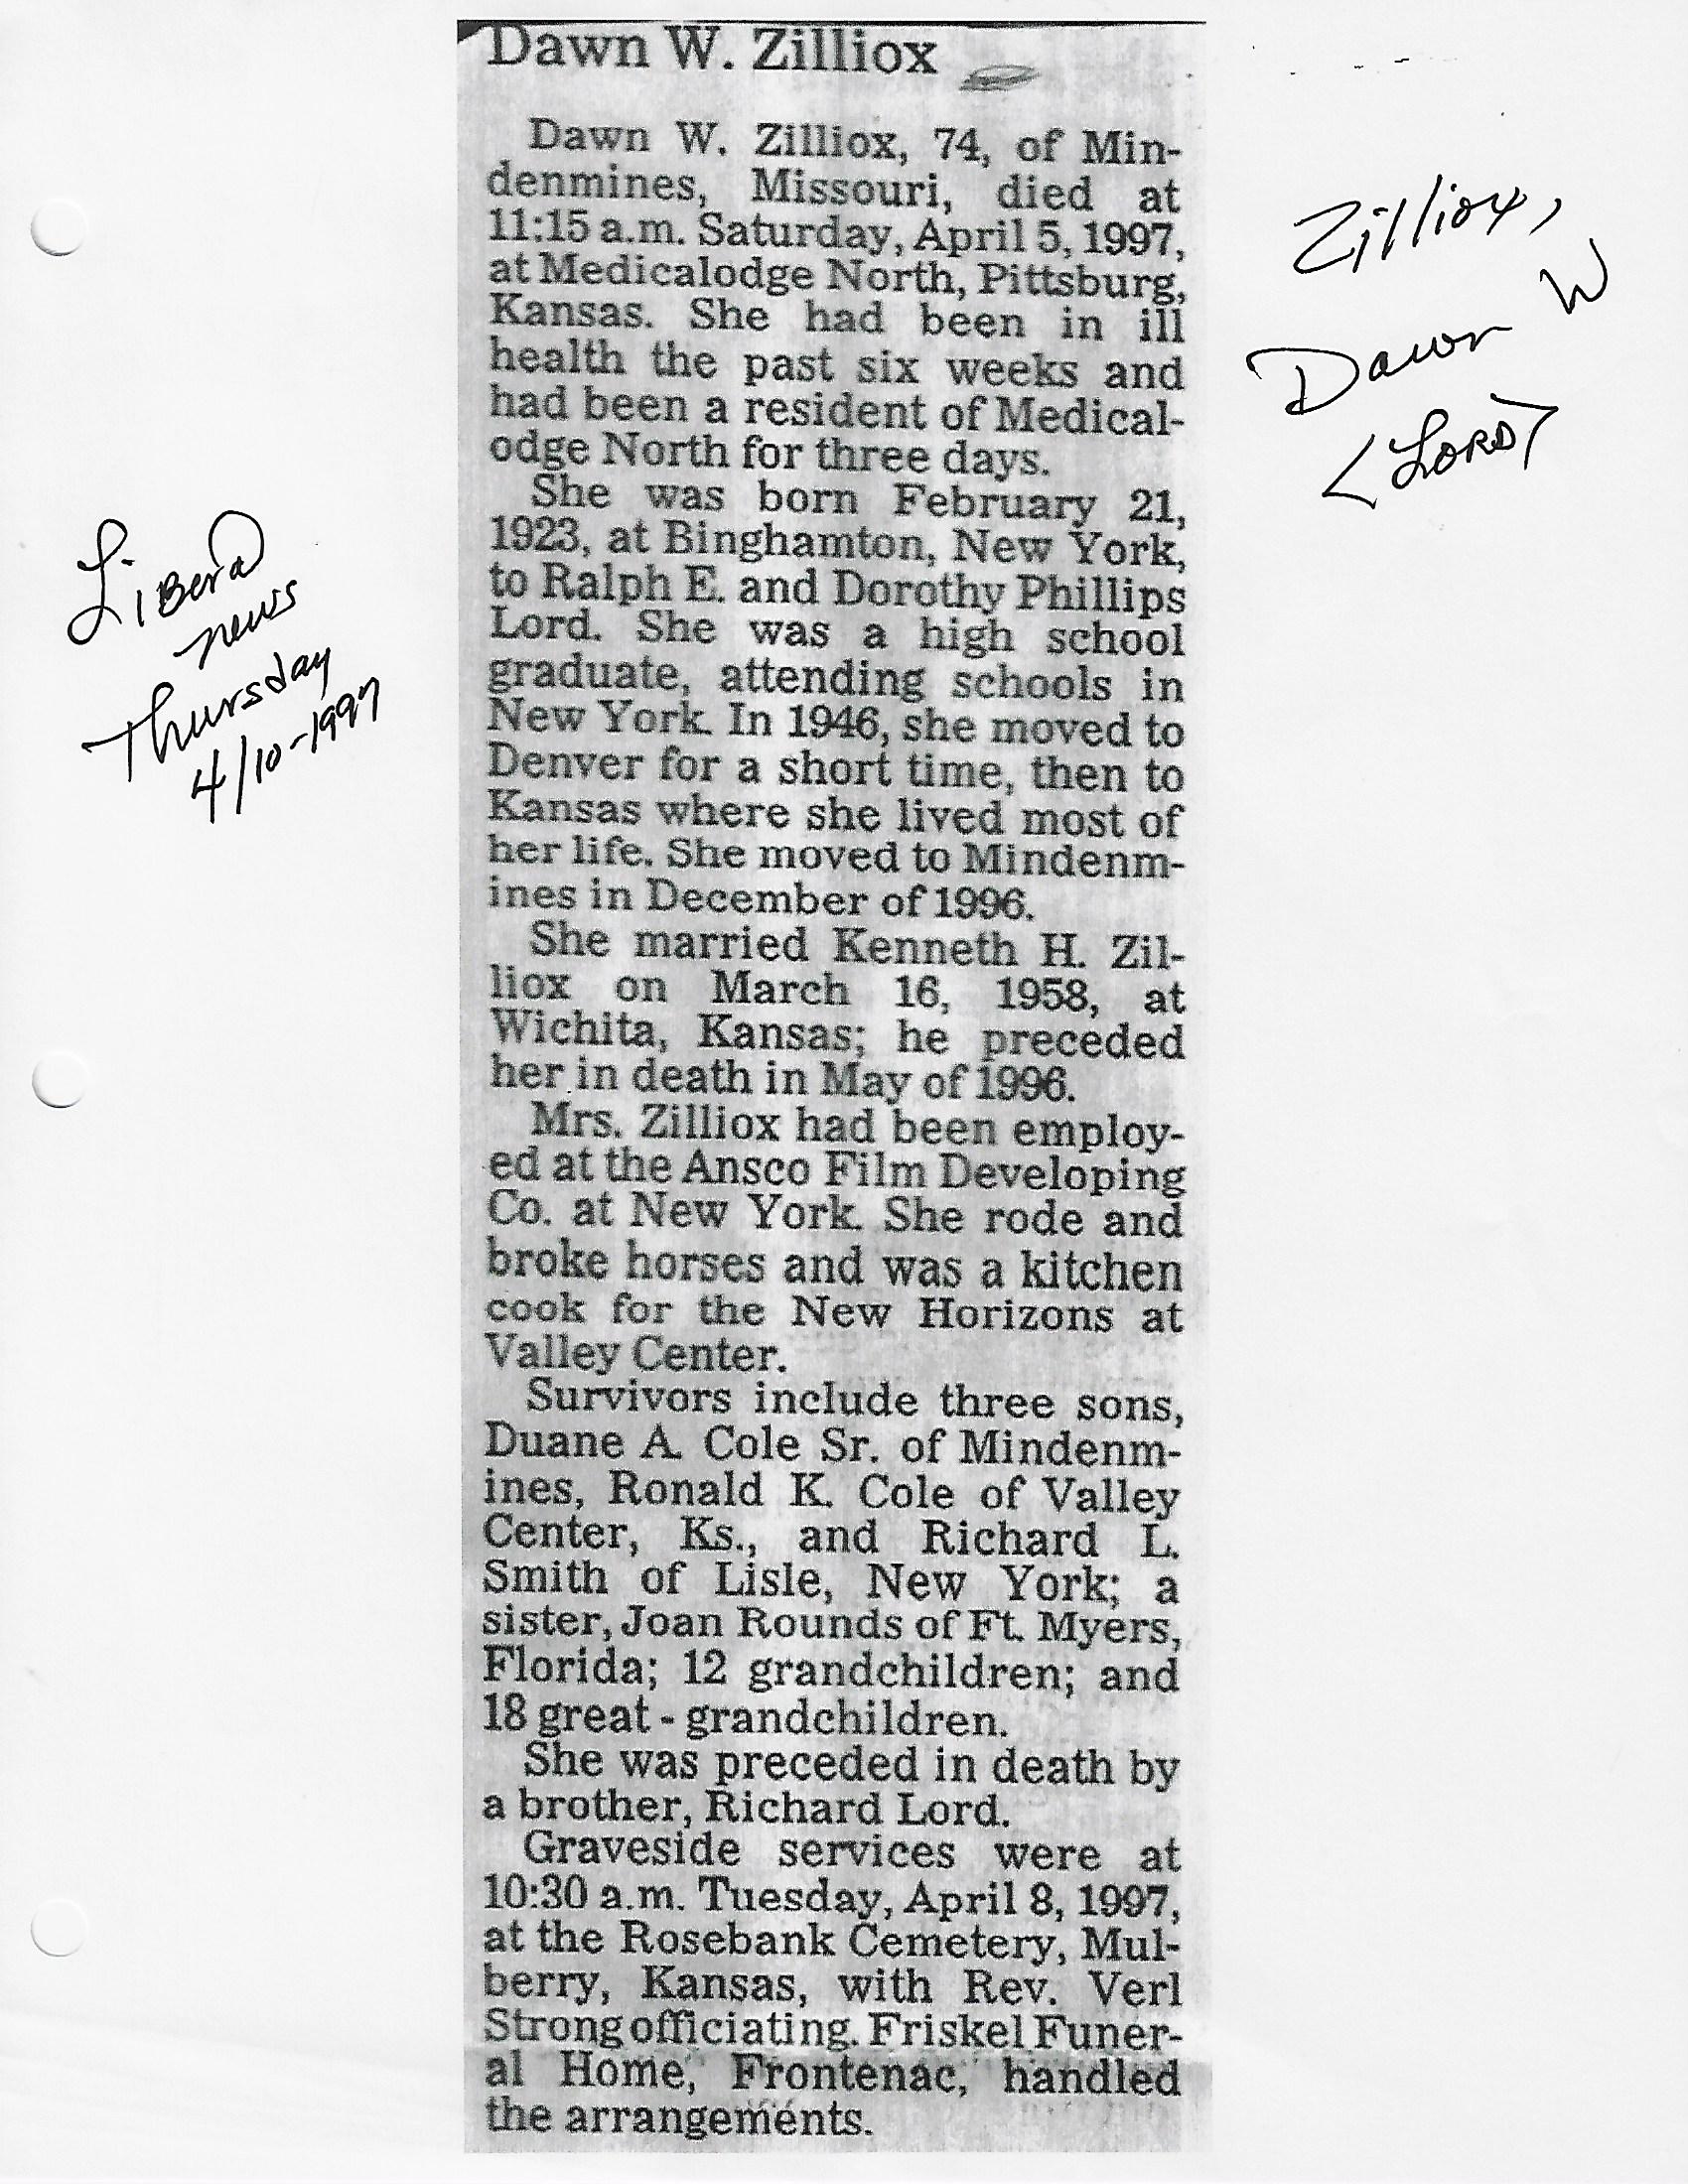 Dawn W. Zilliox
Dawn W. Zilliox, 74, of Min-
denmines, Missouri, died at
11:15 a.m. Saturday, April 5, 1997,
at Medicalodge North, Pittsburg,
Kansas. She had been in ill
health the past six weeks and
had been a resident of Medical-
odge North for three days.
She was born February 21,
1923, at Binghamton, New York,
to Ralph E. and Dorothy Phillips
Lord. She was a high school
graduate, attending schools in
New York. In 1946, she moved to
Denver for a short time, then to
Kansas where she lived most of
her life. She moved to Mindenm-
ines in December of 1996.
She married Kenneth H. Zil-
liox on March 16, 1958, at
Wichita, Kansas; he preceded
her in death in May of 1996.
Mrs. Zilliox had been employ-
ed at the Ansco Film Developing
Co. at New York. She rode and
broke horses and was a kitchen
cook for the New Horizons at
Valley Center.
Survivors include three sons,
Duane A. Cole Sr. of Mindenm-
ines, Ronald K. Cole of Valley
Center, Ks., and Richard L.
Smith of Lisle, New York; a
sister, Joan Rounds of Ft. Myers,
Florida; 12 grandchildren; and
18 great - grandchildren.
She was preceded in death by
a brother, Richard Lord.
Graveside services were at
10:30 a.m. Tuesday, April 8, 1997,
at the Rosebank Cemetery, Mul-
berry, Kansas, with Rev. Verl
Strong officiating. Friskel Funer-
al Home, Frontenac, handled
the arrangements.
Zilliox,
Dawn W
<LORD>
Liberal
news
Thursday
4/10-1997